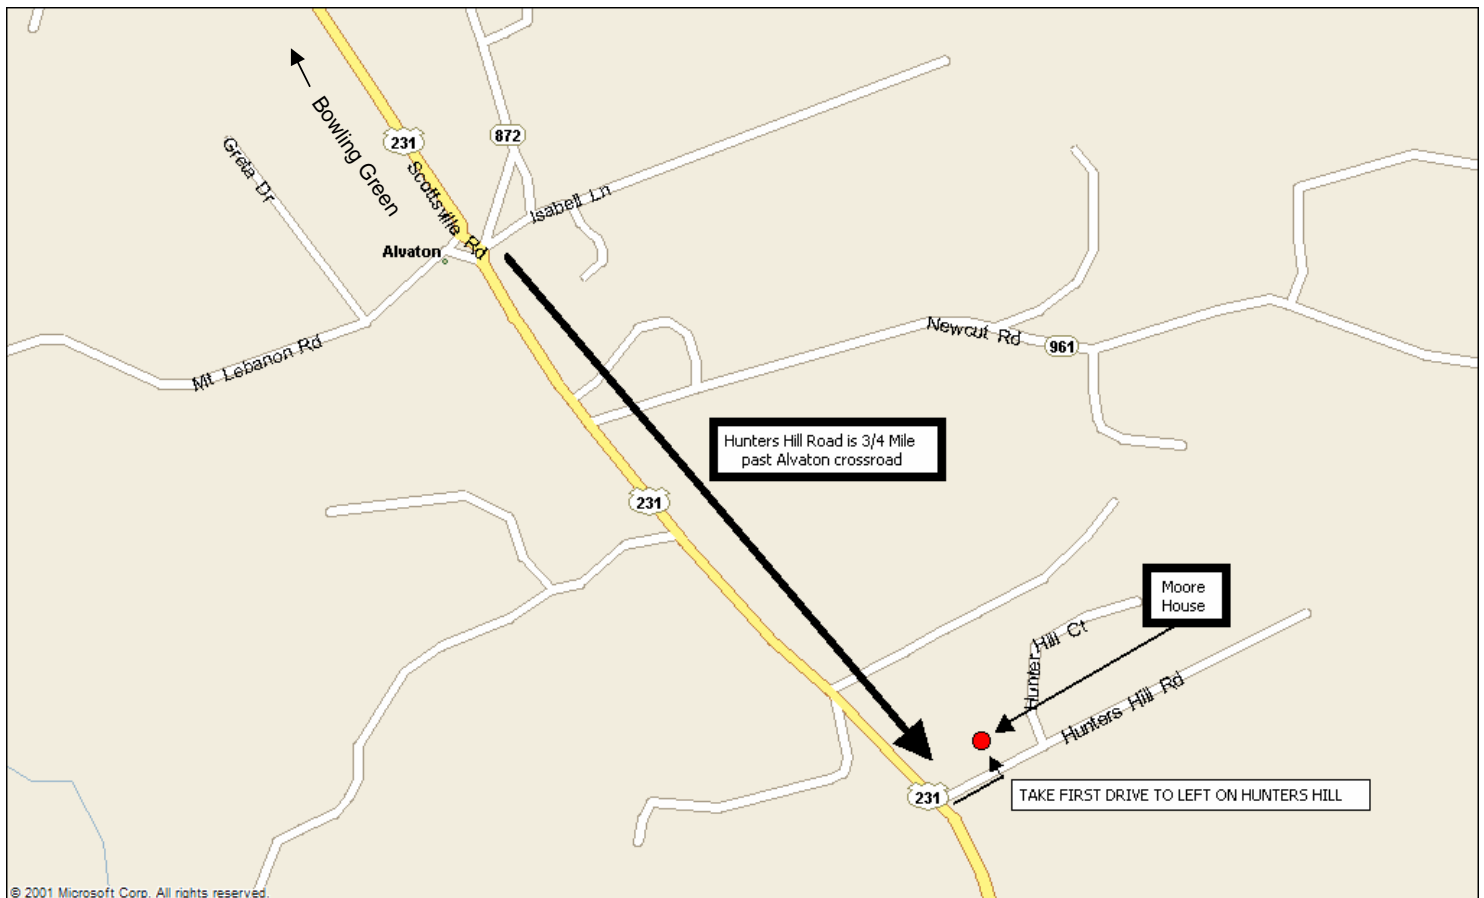 Bowling Green
231
872
Greta Dr
Scottsville Rd
Isabell Ln
Alvaton
Mt Lebanon Rd
Newcut Rd
961
Hunters Hill Road is 3/4 Mile
past Alvaton crossroad
231
Moore
House
Hunter Hill Ct
Hunters Hill Rd
231
TAKE FIRST DRIVE TO LEFT ON HUNTERS HILL
© 2001 Microsoft Corp. All rights reserved.